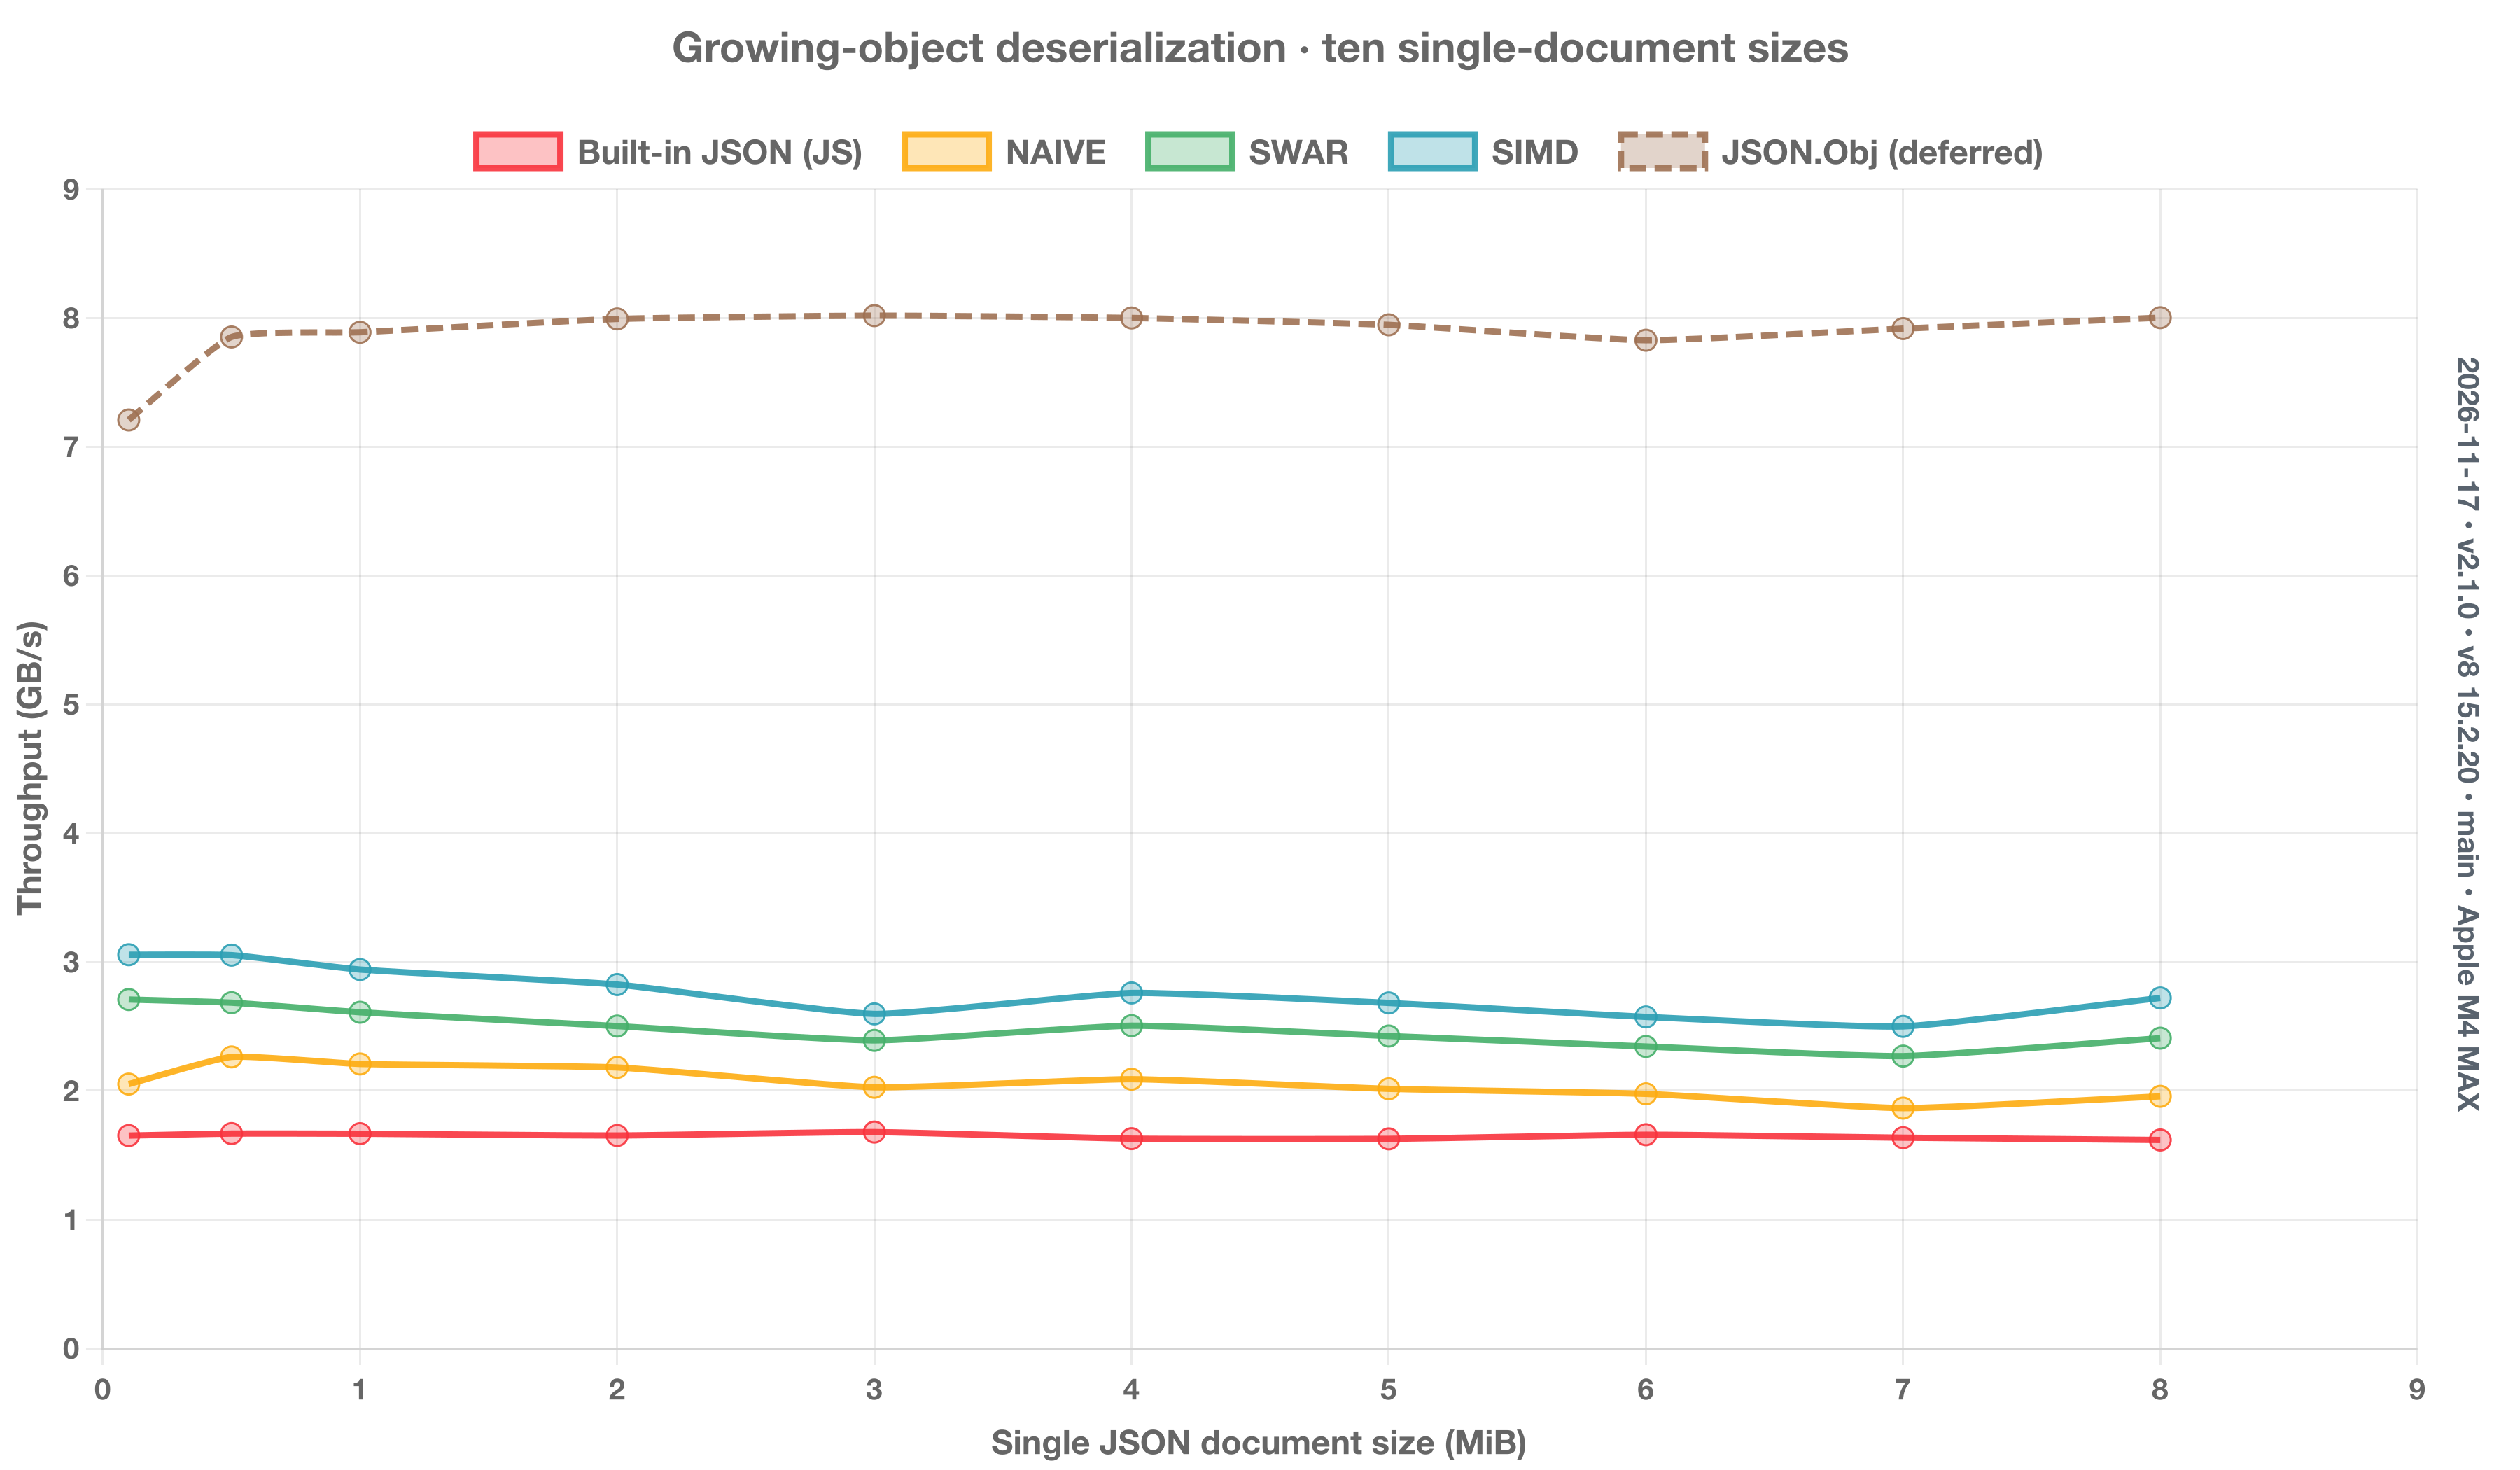 Growing-object deserialization · ten single-document sizes
Built-in JSON (JS)
NAIVE
SWAR
SIMD
JSON.Obj (deferred)
9
8
7
6
5
4
3
2
1
0
Throughput (GB/s)
0
1
2
3
4
5
6
7
8
9
Single JSON document size (MiB)
2026-11-17 • v2.1.0 • v8 15.2.20 • main • Apple M4 MAX